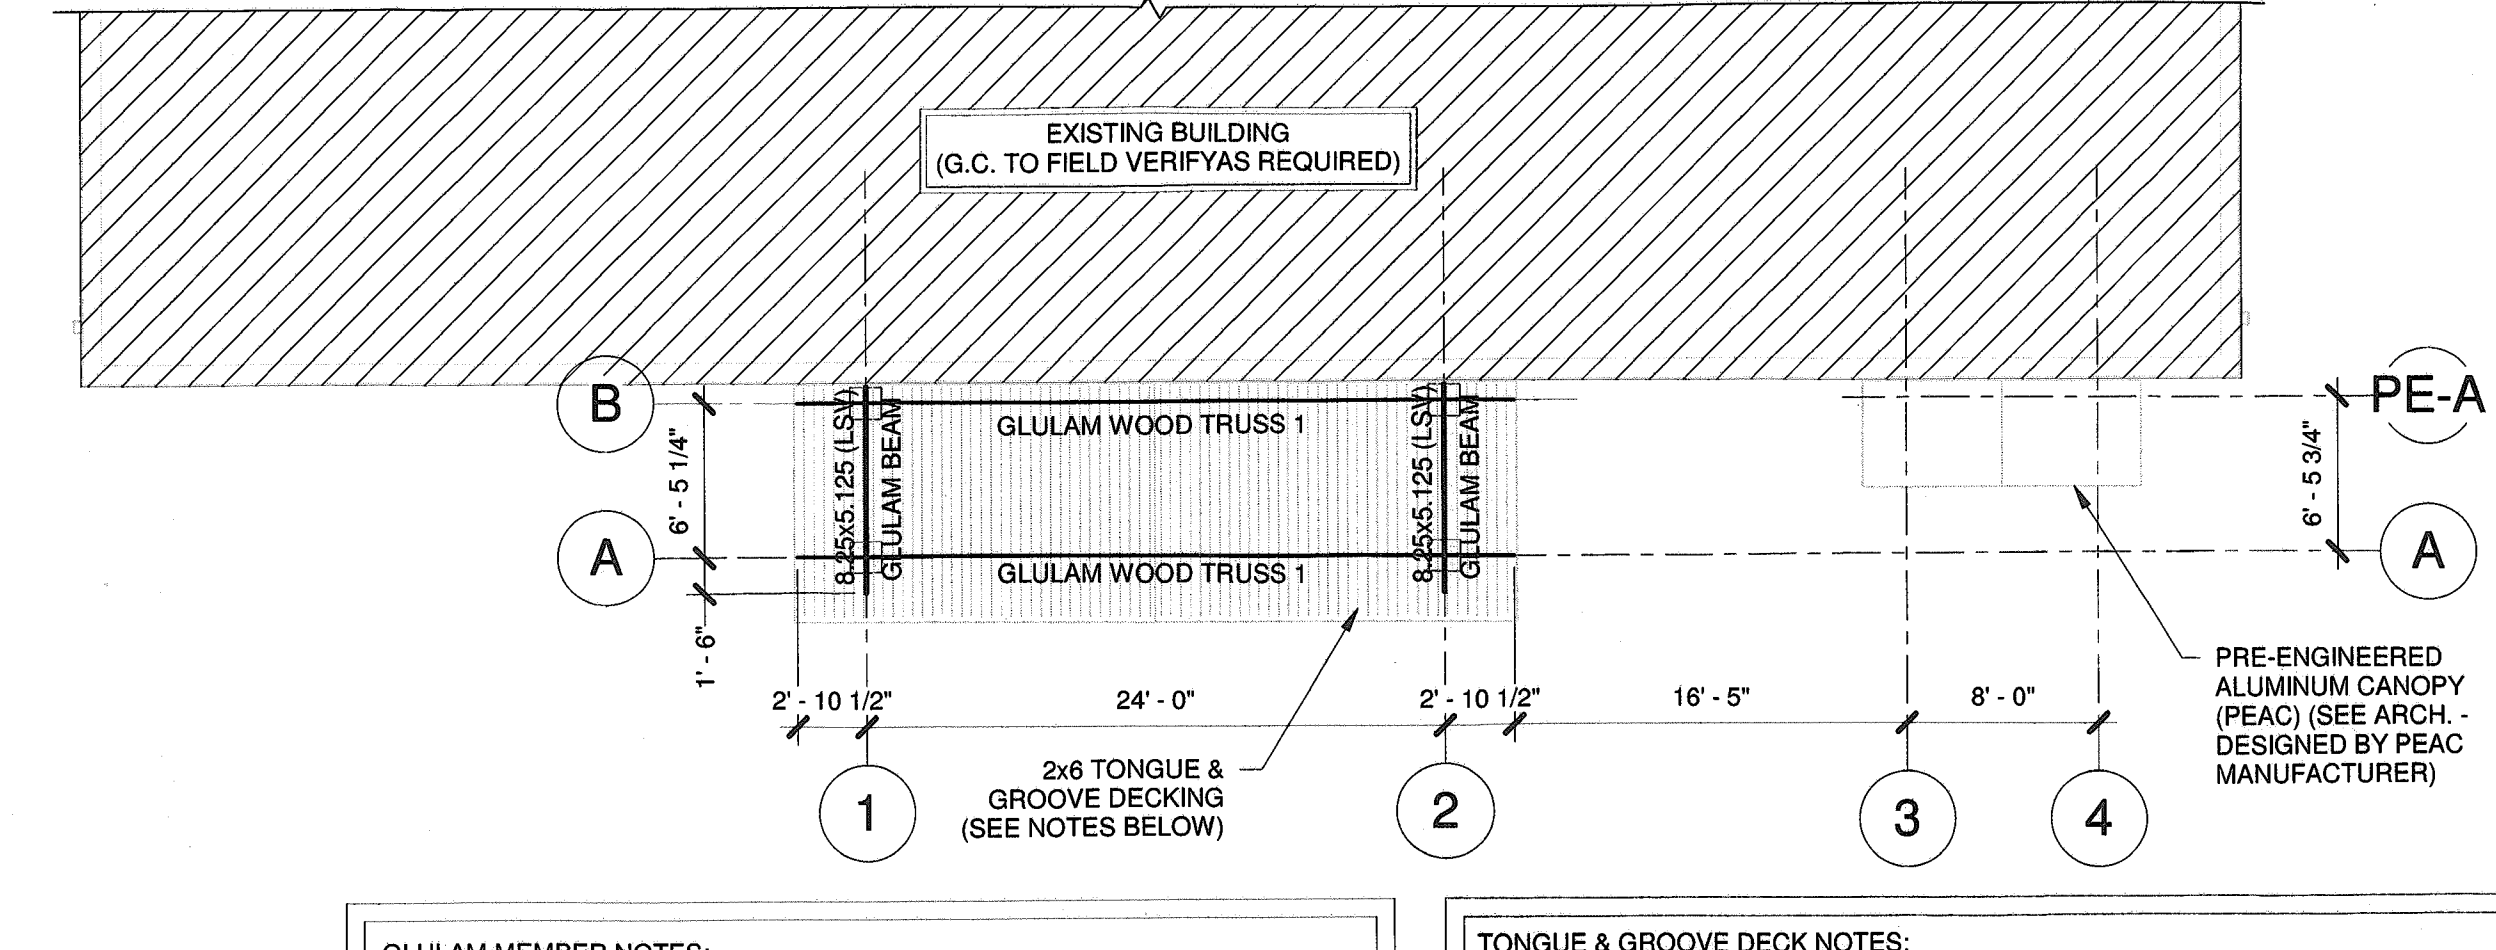 EXISTING BUILDING
(G.C. TO FIELD VERIFYAS REQUIRED)
B
PE-A
6' - 5 1/4"
8.25x5.125 (LSV)
GLULAM BEAM
GLULAM WOOD TRUSS 1
8.25x5.125 (LSV)
GLULAM BEAM
6' - 5 3/4"
A
GLULAM WOOD TRUSS 1
A
1' - 6"
2' - 10 1/2"
24' - 0"
2' - 10 1/2"
16' - 5"
8' - 0"
PRE-ENGINEERED
ALUMINUM CANOPY
(PEAC) (SEE ARCH. -
DESIGNED BY PEAC
MANUFACTURER)
2x6 TONGUE &
GROOVE DECKING
(SEE NOTES BELOW)
1
2
3
4
GLULAM MEMBER NOTES:
TONGUE & GROOVE DECK NOTES: